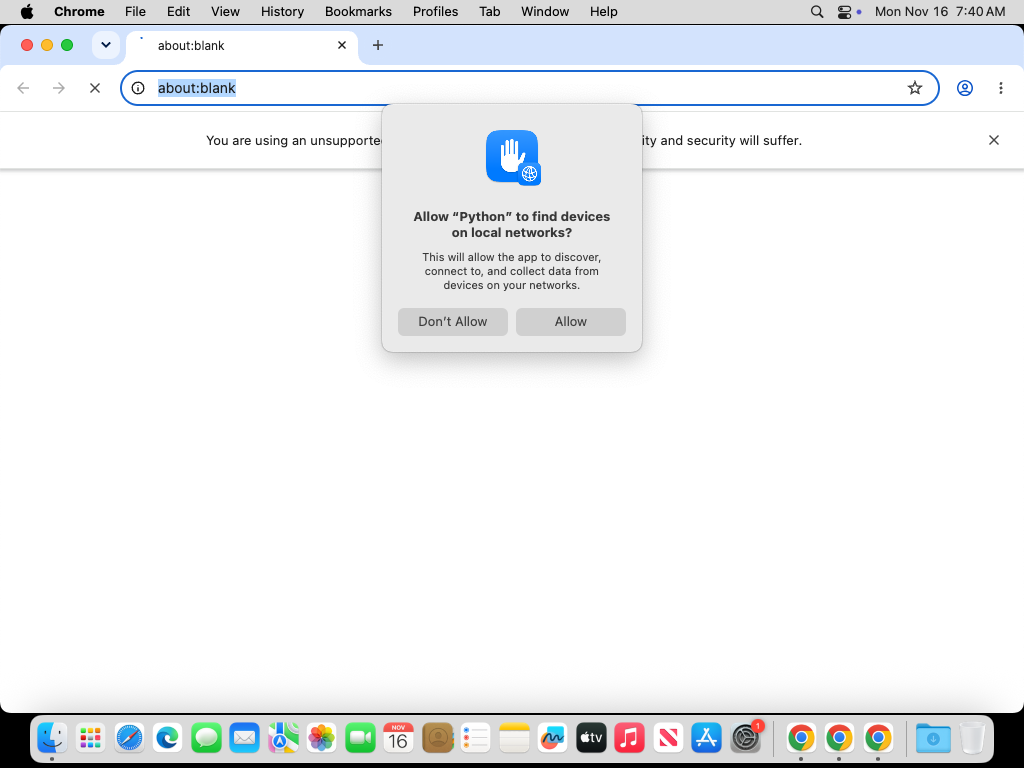 Chrome File Edit View History Bookmarks Profiles Tab Window Help Mon Nov 16 7:40 AM
about:blank
about:blank
You are using an unsupported
ity and security will suffer.
Allow “Python” to find devices
on local networks?
This will allow the app to discover,
connect to, and collect data from
devices on your networks.
Don’t Allow Allow
NOV
16
tv
1